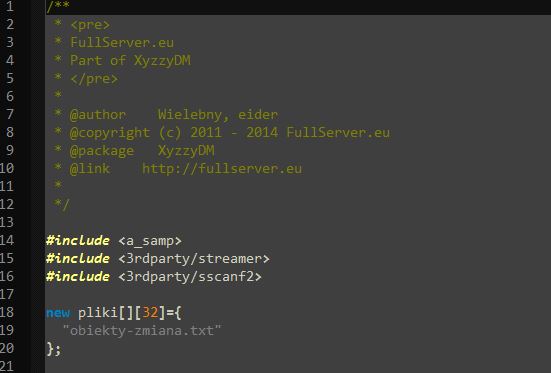 1 /**
2 * <pre>
3 * FullServer.eu
4 * Part of XyzzyDM
5 * </pre>
6 *
7 * @author    Wielebny, eider
8 * @copyright (c) 2011 - 2014 FullServer.eu
9 * @package   XyzzyDM
10 * @link    http://fullserver.eu
11 *
12 */
13
14 #include <a_samp>
15 #include <3rdparty/streamer>
16 #include <3rdparty/sscanf2>
17
18 new pliki[][32]={
19   "obiekty-zmiana.txt"
20 };
21